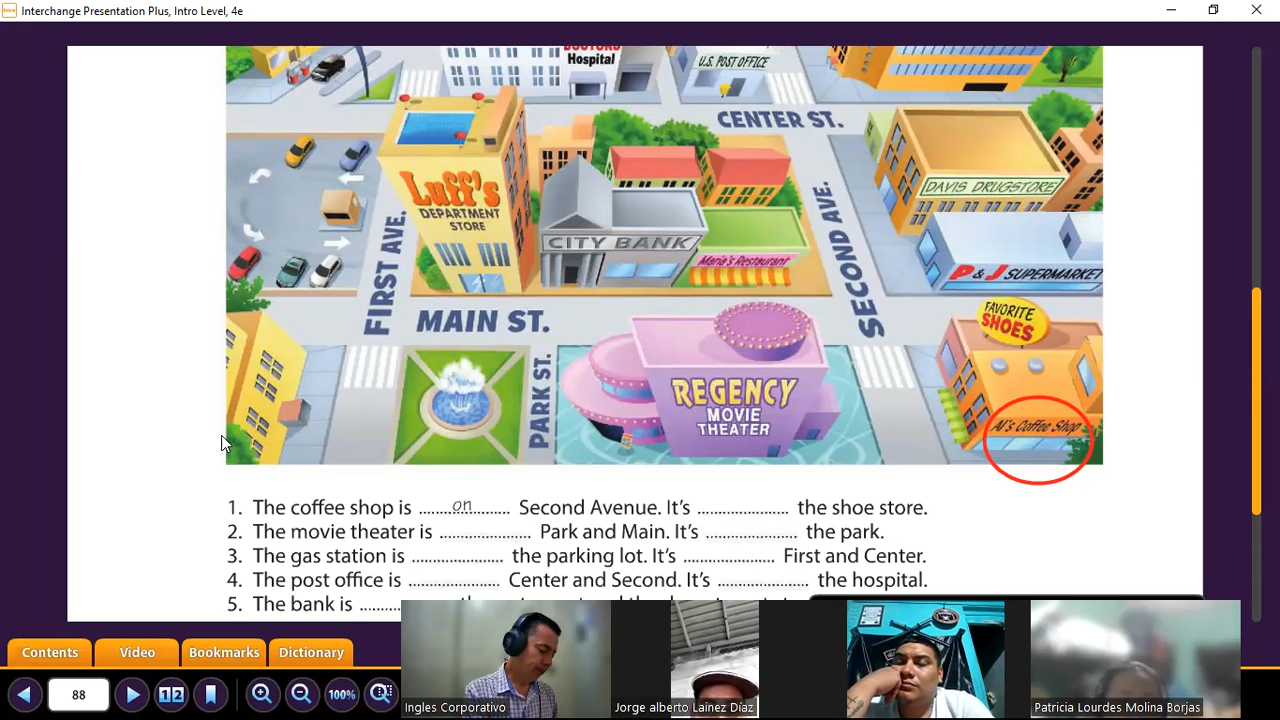 Interchange Presentation Plus, Intro Level, 4e
Hospital
U.S. POST OFFICE
CENTER ST.
Luff's
DEPARTMENT
STORE
CITY BANK
Maria's Restaurant
DAVIS DRUGSTORE
P & J SUPERMARKET
FIRST AVE.
SECOND AVE.
MAIN ST.
FAVORITE
SHOES
PARK ST.
REGENCY
MOVIE
THEATER
Al's Coffee Shop
1. The coffee shop is ....on.... Second Avenue. It's .................... the shoe store.
2. The movie theater is .................... Park and Main. It's .................... the park.
3. The gas station is .................... the parking lot. It's .................... First and Center.
4. The post office is .................... Center and Second. It's .................... the hospital.
5. The bank is ..........
Contents
Video
Bookmarks
Dictionary
88
12
100%
Ingles Corporativo
Jorge alberto Laínez Díaz
Patricia Lourdes Molina Borjas